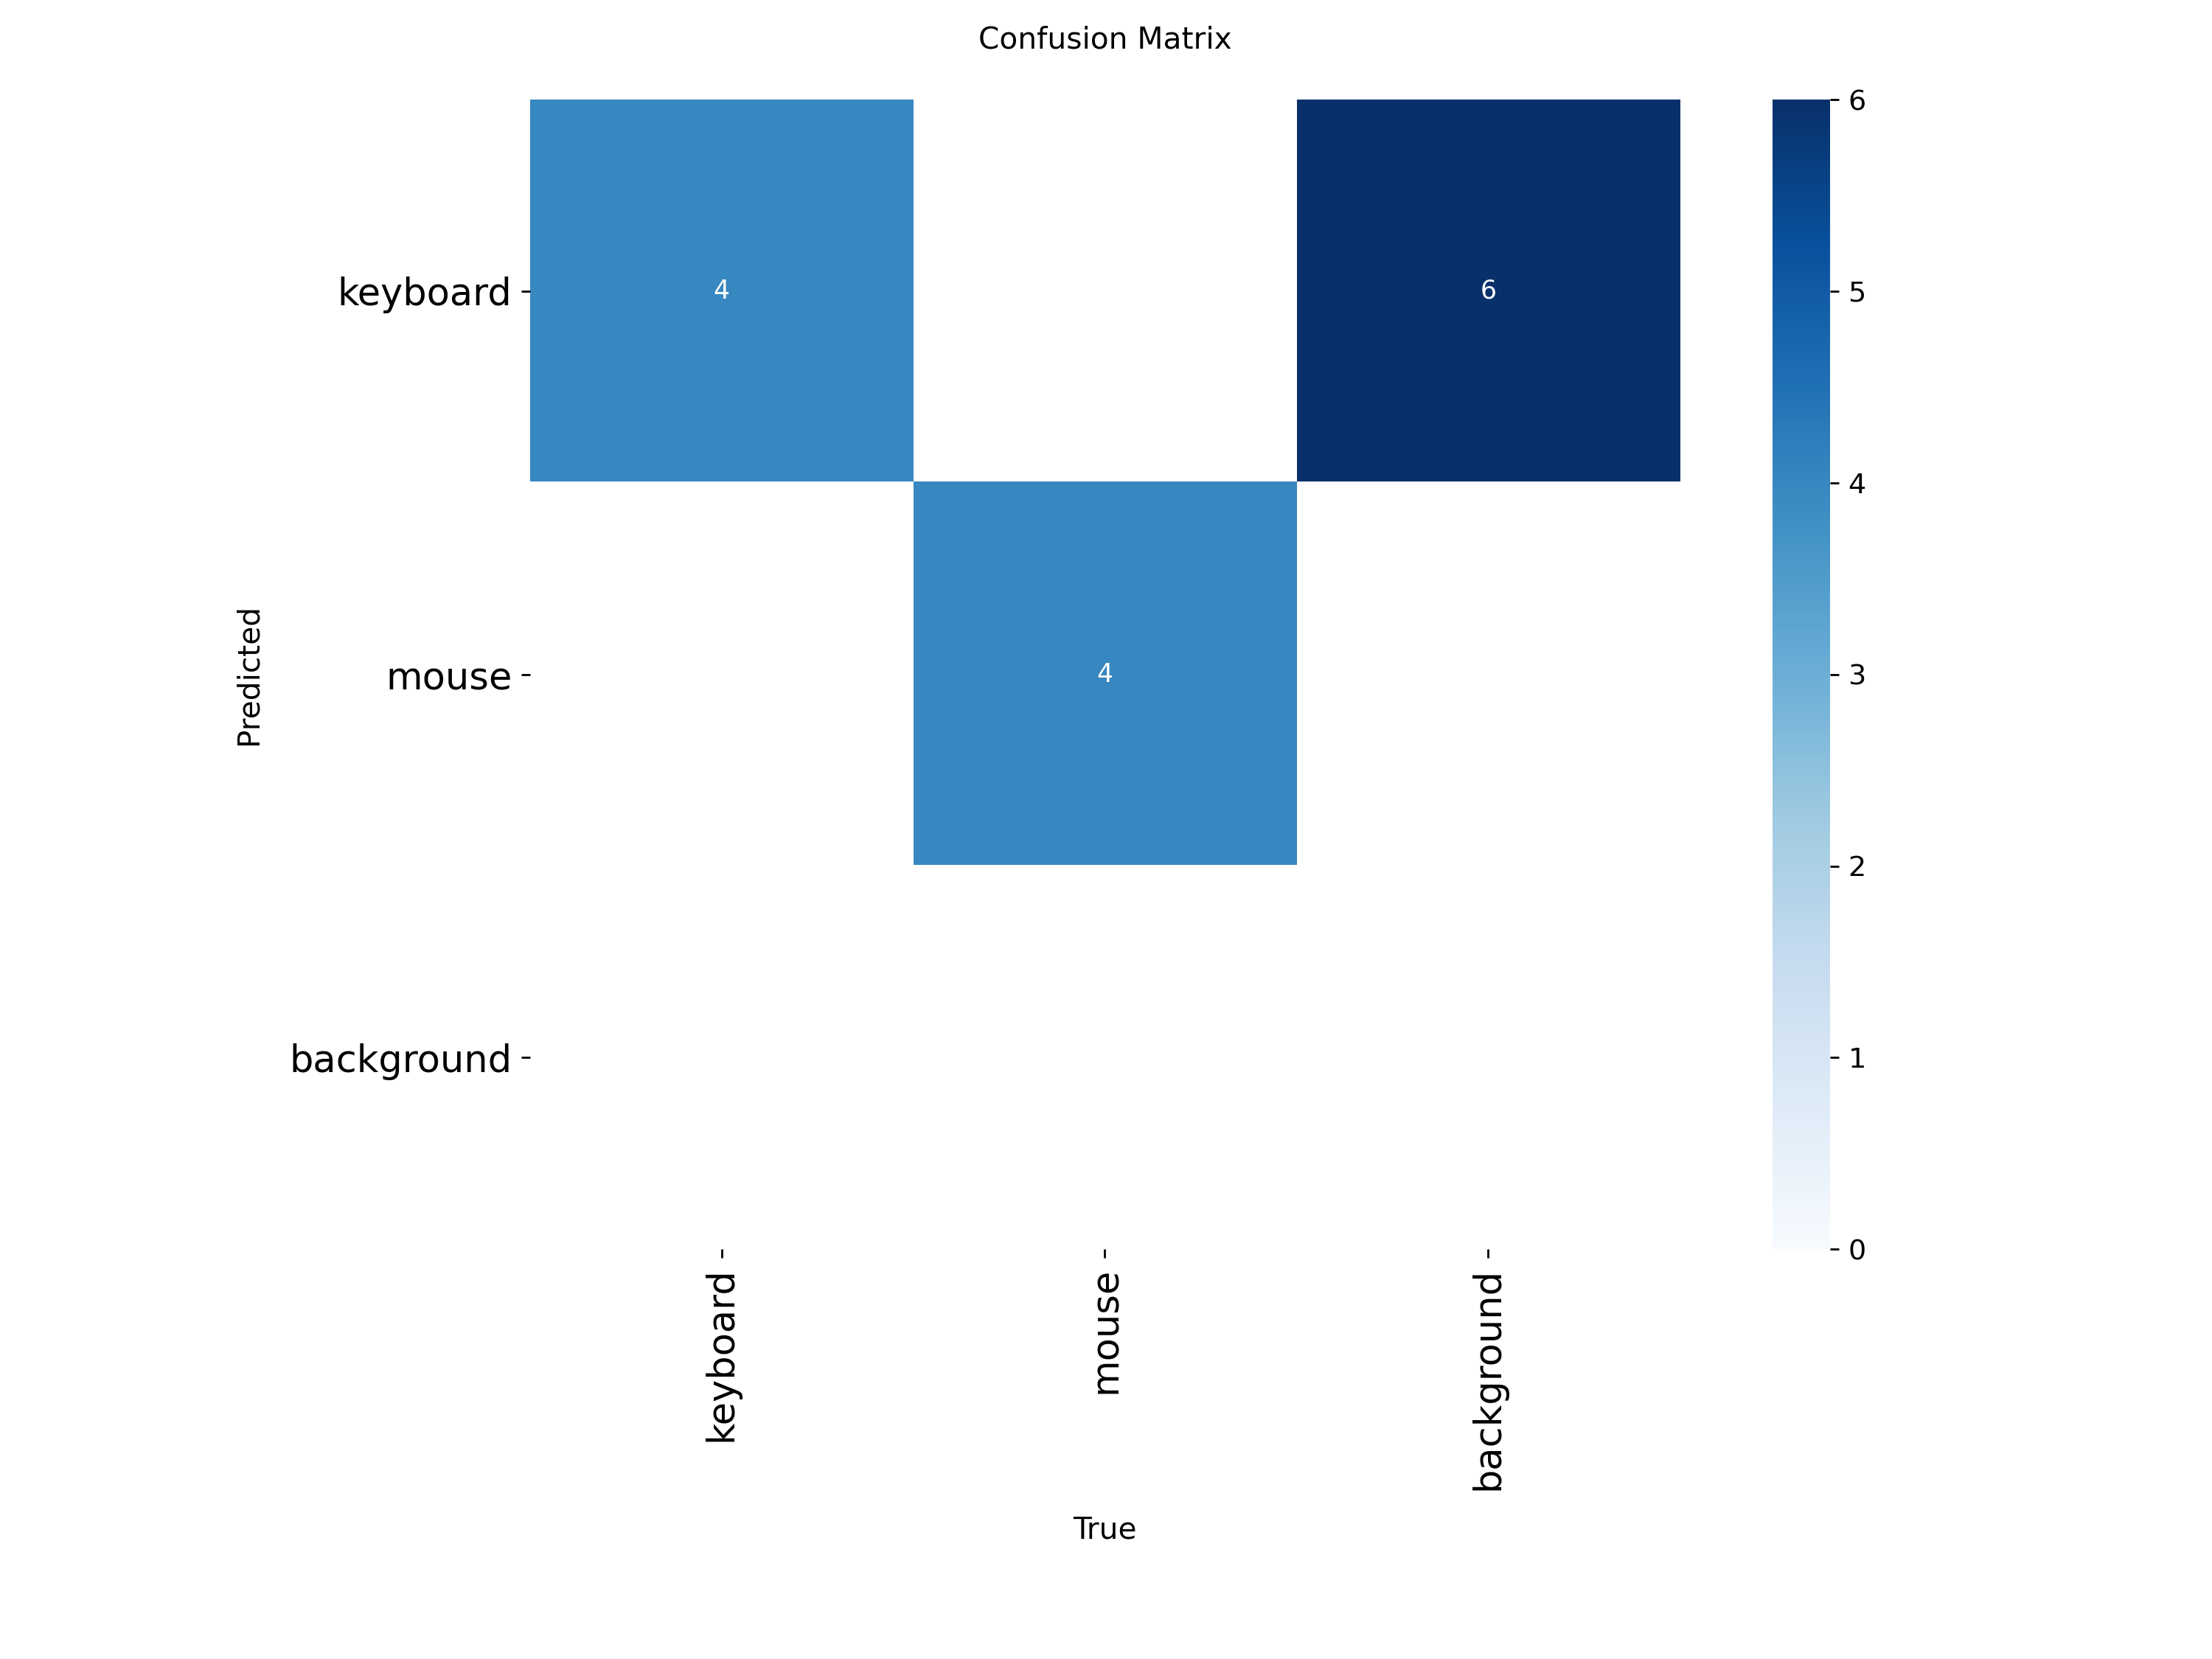 Confusion Matrix
keyboard
mouse
background
Predicted
4
6
4
keyboard
mouse
background
True
6
5
4
3
2
1
0